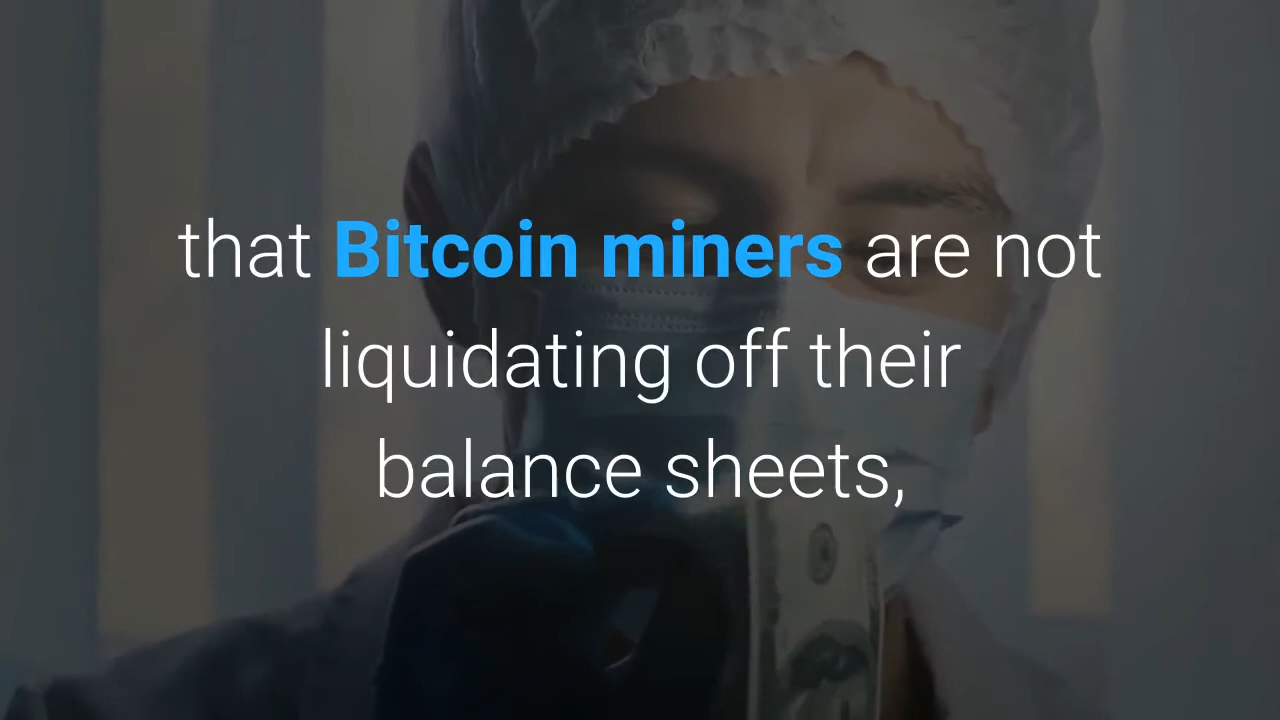 that Bitcoin miners are not
liquidating off their
balance sheets,